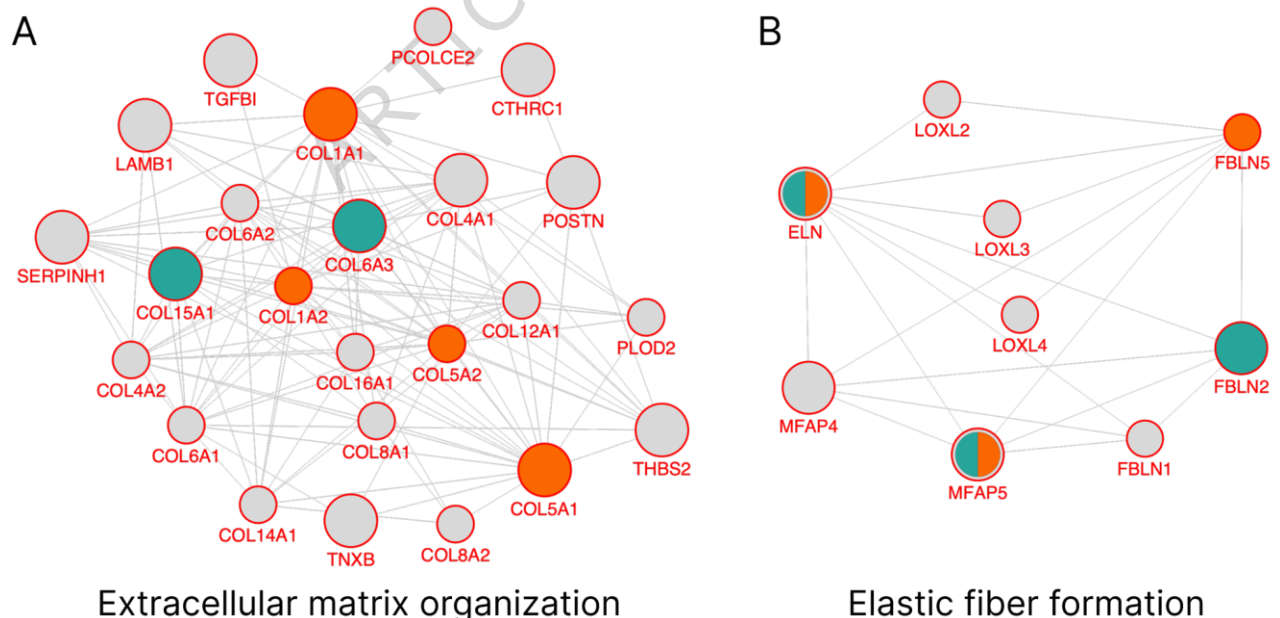 A
B
PCOLCE2
TGFBI
CTHRC1
LOXL2
COL1A1
LAMB1
FBLN5
COL6A2
COL4A1
POSTN
ELN
LOXL3
COL6A3
SERPINH1
COL15A1
COL1A2
COL12A1
PLOD2
LOXL4
COL4A2
COL16A1
COL5A2
FBLN2
MFAP4
COL6A1
COL8A1
THBS2
FBLN1
MFAP5
COL5A1
COL14A1
TNXB
COL8A2
ARTIC
Extracellular matrix organization
Elastic fiber formation